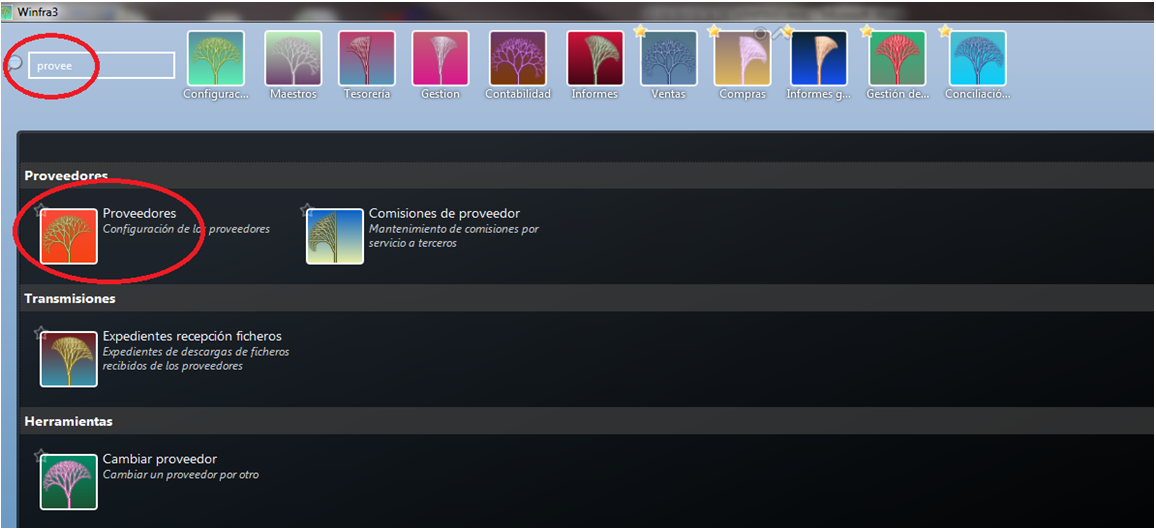 Winfra3
provee
Configurac... Maestros Tesorería Gestion Contabilidad Informes Ventas Compras Informes g... Gestión de... Conciliació...
Proveedores
Proveedores
Configuración de los proveedores
Comisiones de proveedor
Mantenimiento de comisiones por
servicio a terceros
Transmisiones
Expedientes recepción ficheros
Expedientes de descargas de ficheros
recibidos de los proveedores
Herramientas
Cambiar proveedor
Cambiar un proveedor por otro